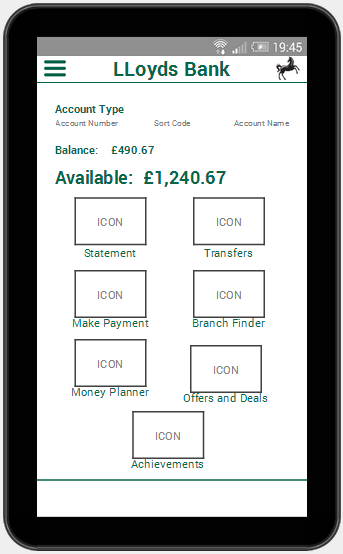 19:45
LLoyds Bank
Account Type
Account Number Sort Code Account Name
Balance: £490.67
Available: £1,240.67
ICON ICON
Statement Transfers
ICON ICON
Make Payment Branch Finder
ICON ICON
Money Planner Offers and Deals
ICON
Achievements